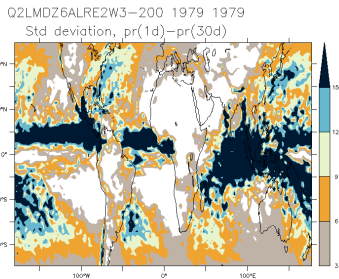 Q2LMDZ6ALRE2W3-200 1979 1979
Std deviation, pr(1d)-pr(30d)
15
12
9
6
3
0°
100°W
0°
100°E